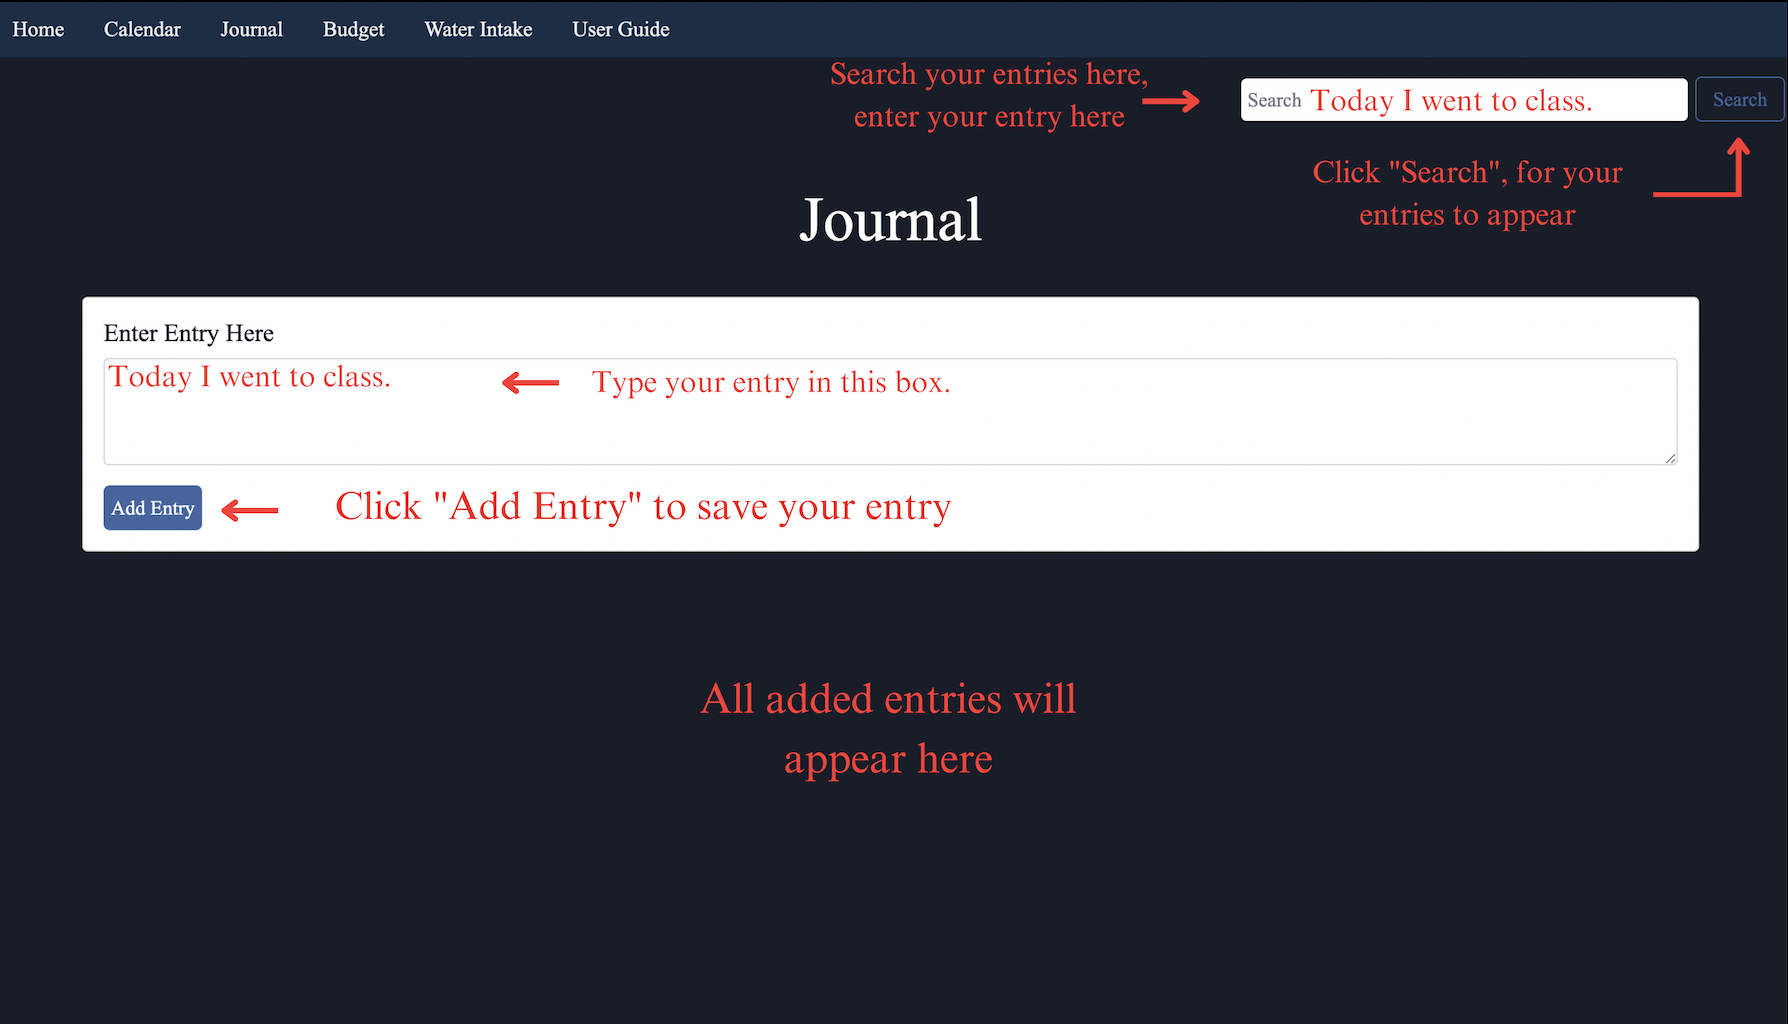 Home Calendar Journal Budget Water Intake User Guide
Search your entries here,
enter your entry here
Search Today I went to class. Search
Click "Search", for your
entries to appear
Journal
Enter Entry Here
Today I went to class. Type your entry in this box.
Add Entry Click "Add Entry" to save your entry
All added entries will
appear here